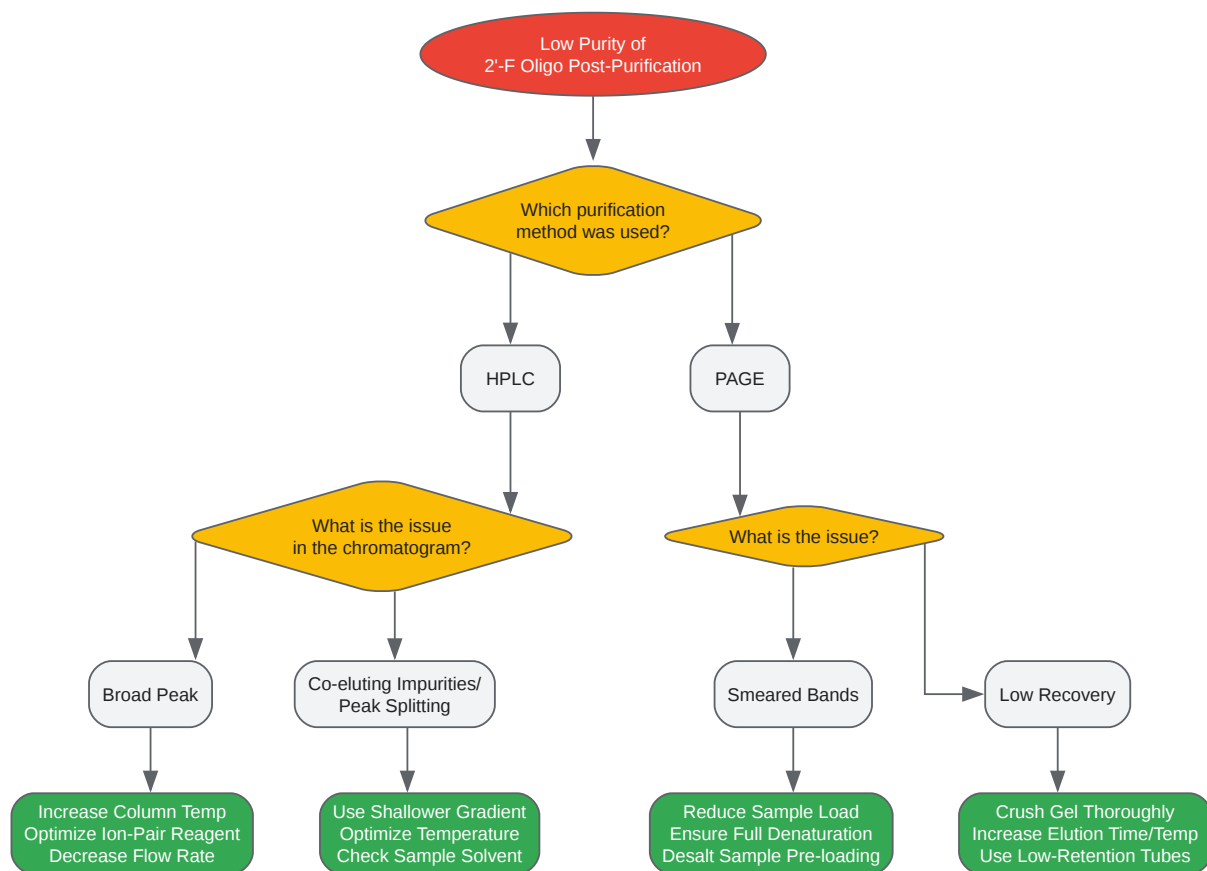 Low Purity of
2'-F Oligo Post-Purification
Which purification
method was used?
HPLC
PAGE
What is the issue
in the chromatogram?
What is the issue?
Broad Peak
Co-eluting Impurities/
Peak Splitting
Smeared Bands
Low Recovery
Increase Column Temp
Optimize Ion-Pair Reagent
Decrease Flow Rate
Use Shallower Gradient
Optimize Temperature
Check Sample Solvent
Reduce Sample Load
Ensure Full Denaturation
Desalt Sample Pre-loading
Crush Gel Thoroughly
Increase Elution Time/Temp
Use Low-Retention Tubes